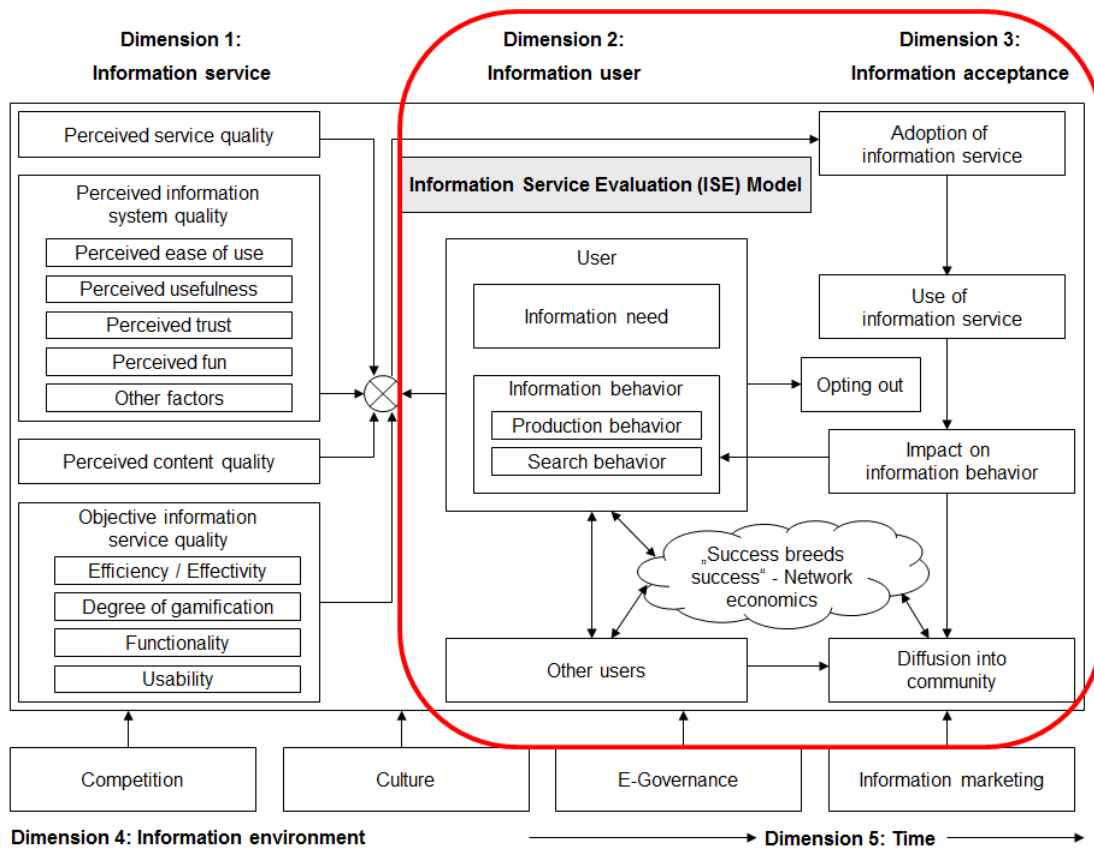 Dimension 1:
Information service
Dimension 2:
Information user
Dimension 3:
Information acceptance
Perceived service quality
Perceived information
system quality
Perceived ease of use
Perceived usefulness
Perceived trust
Perceived fun
Other factors
Perceived content quality
Objective information
service quality
Efficiency / Effectivity
Degree of gamification
Functionality
Usability
Information Service Evaluation (ISE) Model
User
Information need
Information behavior
Production behavior
Search behavior
„Success breeds
success“ - Network
economics
Other users
Adoption of
information service
Use of
information service
Opting out
Impact on
information behavior
Diffusion into
community
Competition
Culture
E-Governance
Information marketing
Dimension 4: Information environment
Dimension 5: Time